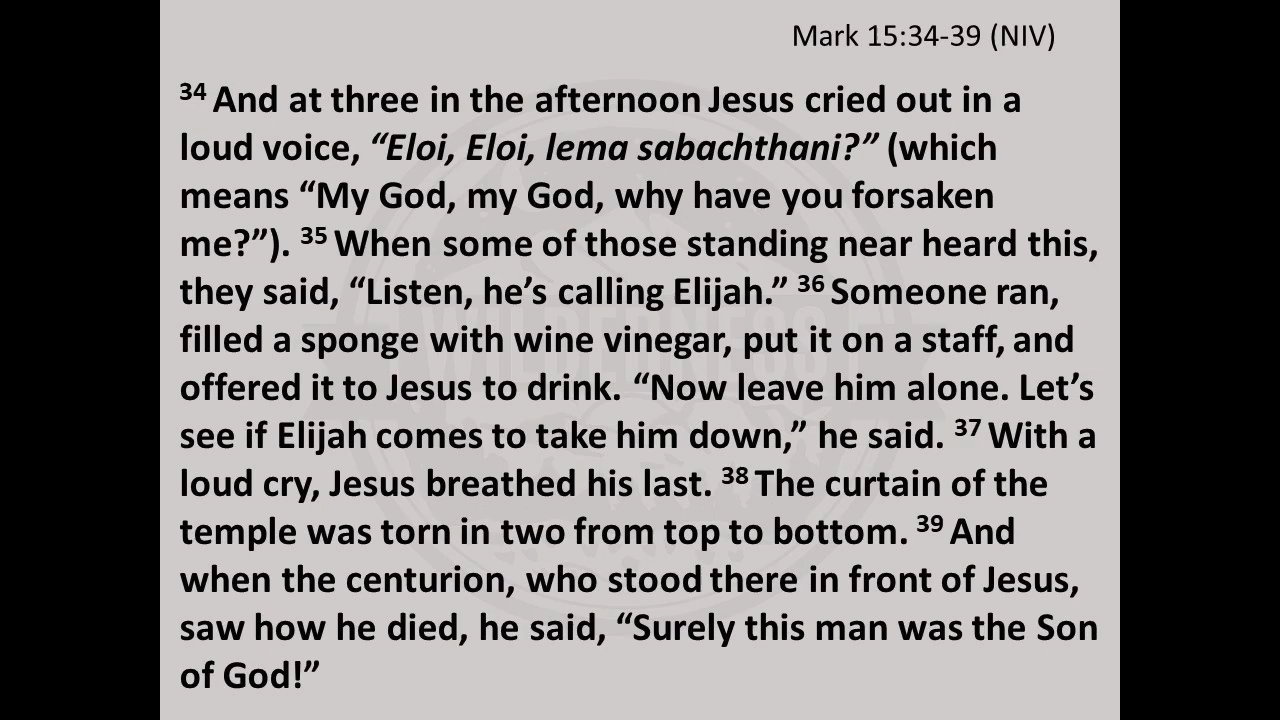 Mark 15:34-39 (NIV)
34 And at three in the afternoon Jesus cried out in a
loud voice, “Eloi, Eloi, lema sabachthani?” (which
means “My God, my God, why have you forsaken
me?”). 35 When some of those standing near heard this,
they said, “Listen, he’s calling Elijah.” 36 Someone ran,
filled a sponge with wine vinegar, put it on a staff, and
offered it to Jesus to drink. “Now leave him alone. Let’s
see if Elijah comes to take him down,” he said. 37 With a
loud cry, Jesus breathed his last. 38 The curtain of the
temple was torn in two from top to bottom. 39 And
when the centurion, who stood there in front of Jesus,
saw how he died, he said, “Surely this man was the Son
of God!”
WILDERNESS